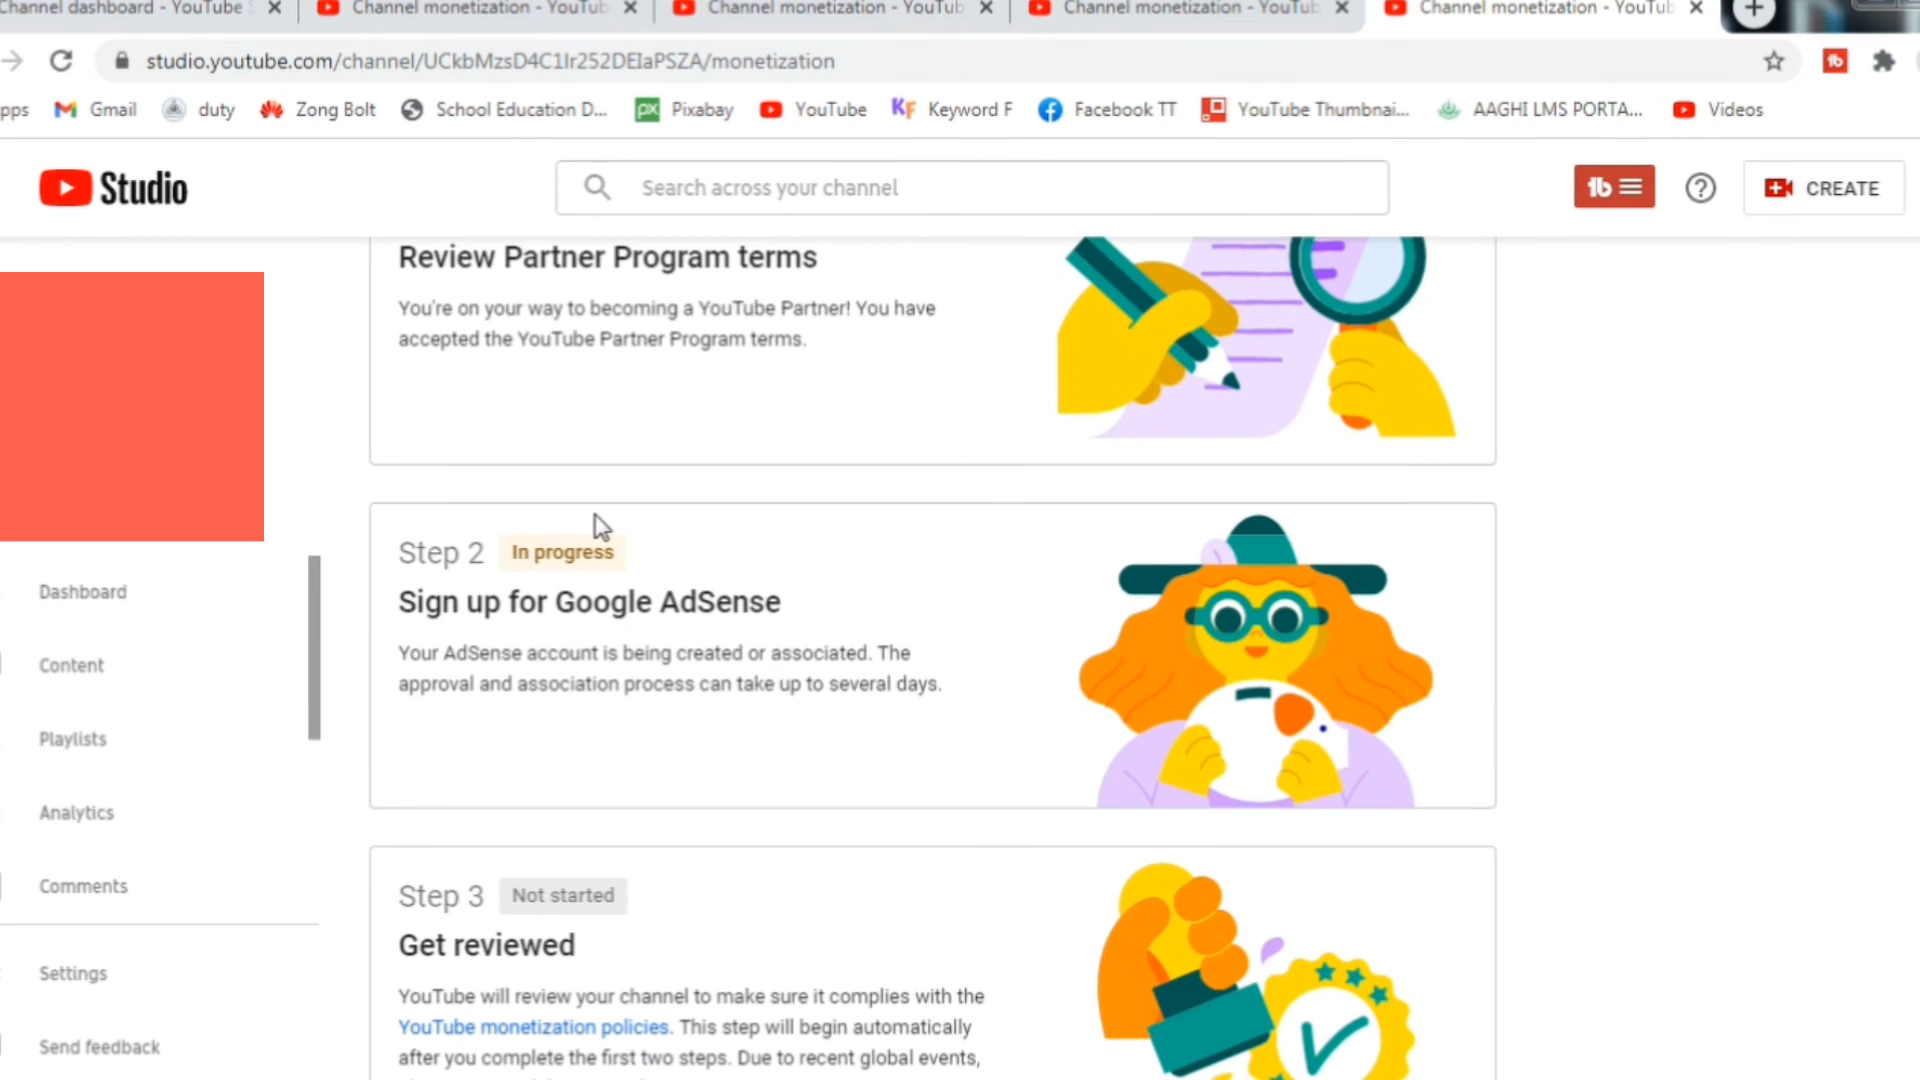 Channel dashboard - YouTube S
Channel monetization - YouTub
Channel monetization - YouTub
Channel monetization - YouTub
Channel monetization - YouTub
studio.youtube.com/channel/UCkbMzsD4C1Ir252DEIaPSZA/monetization
pps
Gmail
duty
Zong Bolt
School Education D...
Pixabay
YouTube
Keyword F
Facebook TT
YouTube Thumbnai...
AAGHI LMS PORTA...
Videos
Studio
Search across your channel
CREATE
Review Partner Program terms
You're on your way to becoming a YouTube Partner! You have
accepted the YouTube Partner Program terms.
Step 2 In progress
Sign up for Google AdSense
Your AdSense account is being created or associated. The
approval and association process can take up to several days.
Step 3 Not started
Get reviewed
YouTube will review your channel to make sure it complies with the
YouTube monetization policies. This step will begin automatically
after you complete the first two steps. Due to recent global events,
Dashboard
Content
Playlists
Analytics
Comments
Settings
Send feedback